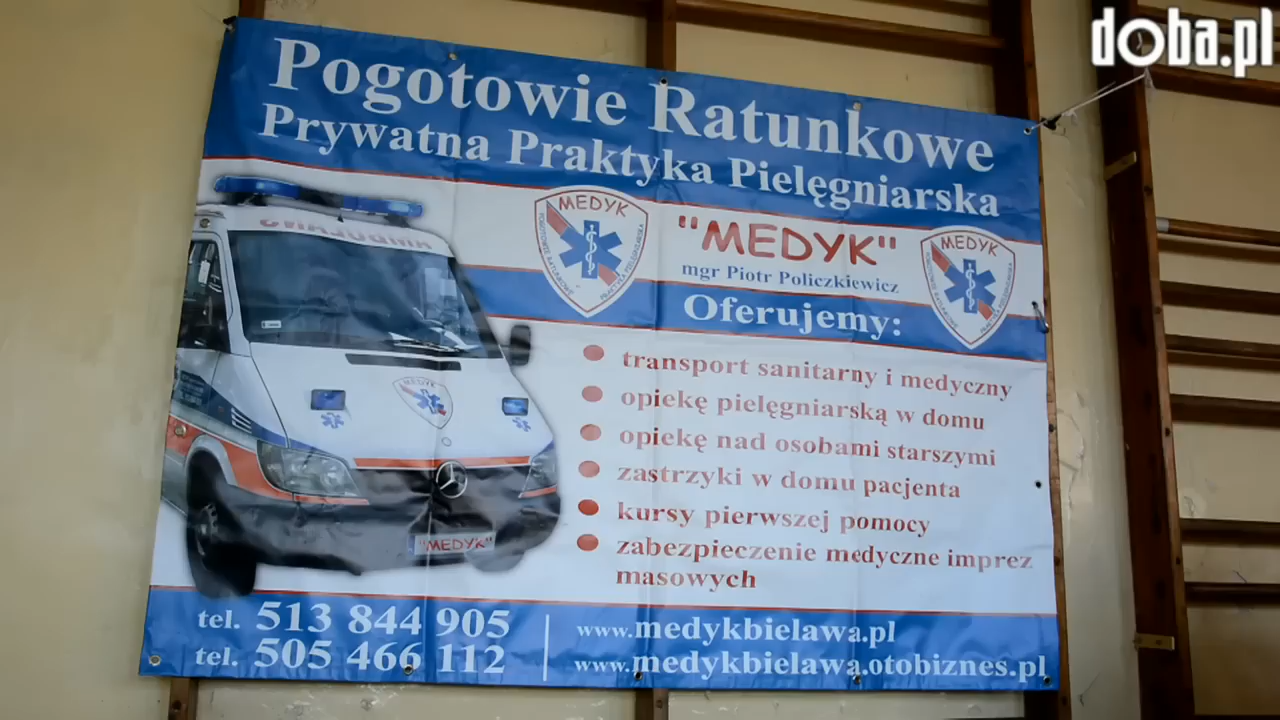 doba.pl
Pogotowie Ratunkowe
Prywatna Praktyka Pielęgniarska
MEDYK
"MEDYK"
mgr Piotr Policzkiewicz
MEDYK
Oferujemy:
transport sanitarny i medyczny
opiekę pielęgniarską w domu
opiekę nad osobami starszymi
zastrzyki w domu pacjenta
kursy pierwszej pomocy
zabezpieczenie medyczne imprez
masowych
MEDYK
"MEDYK"
tel. 513 844 905
tel. 505 466 112
www.medykbielawa.pl
www.medykbielawa.otobiznes.pl